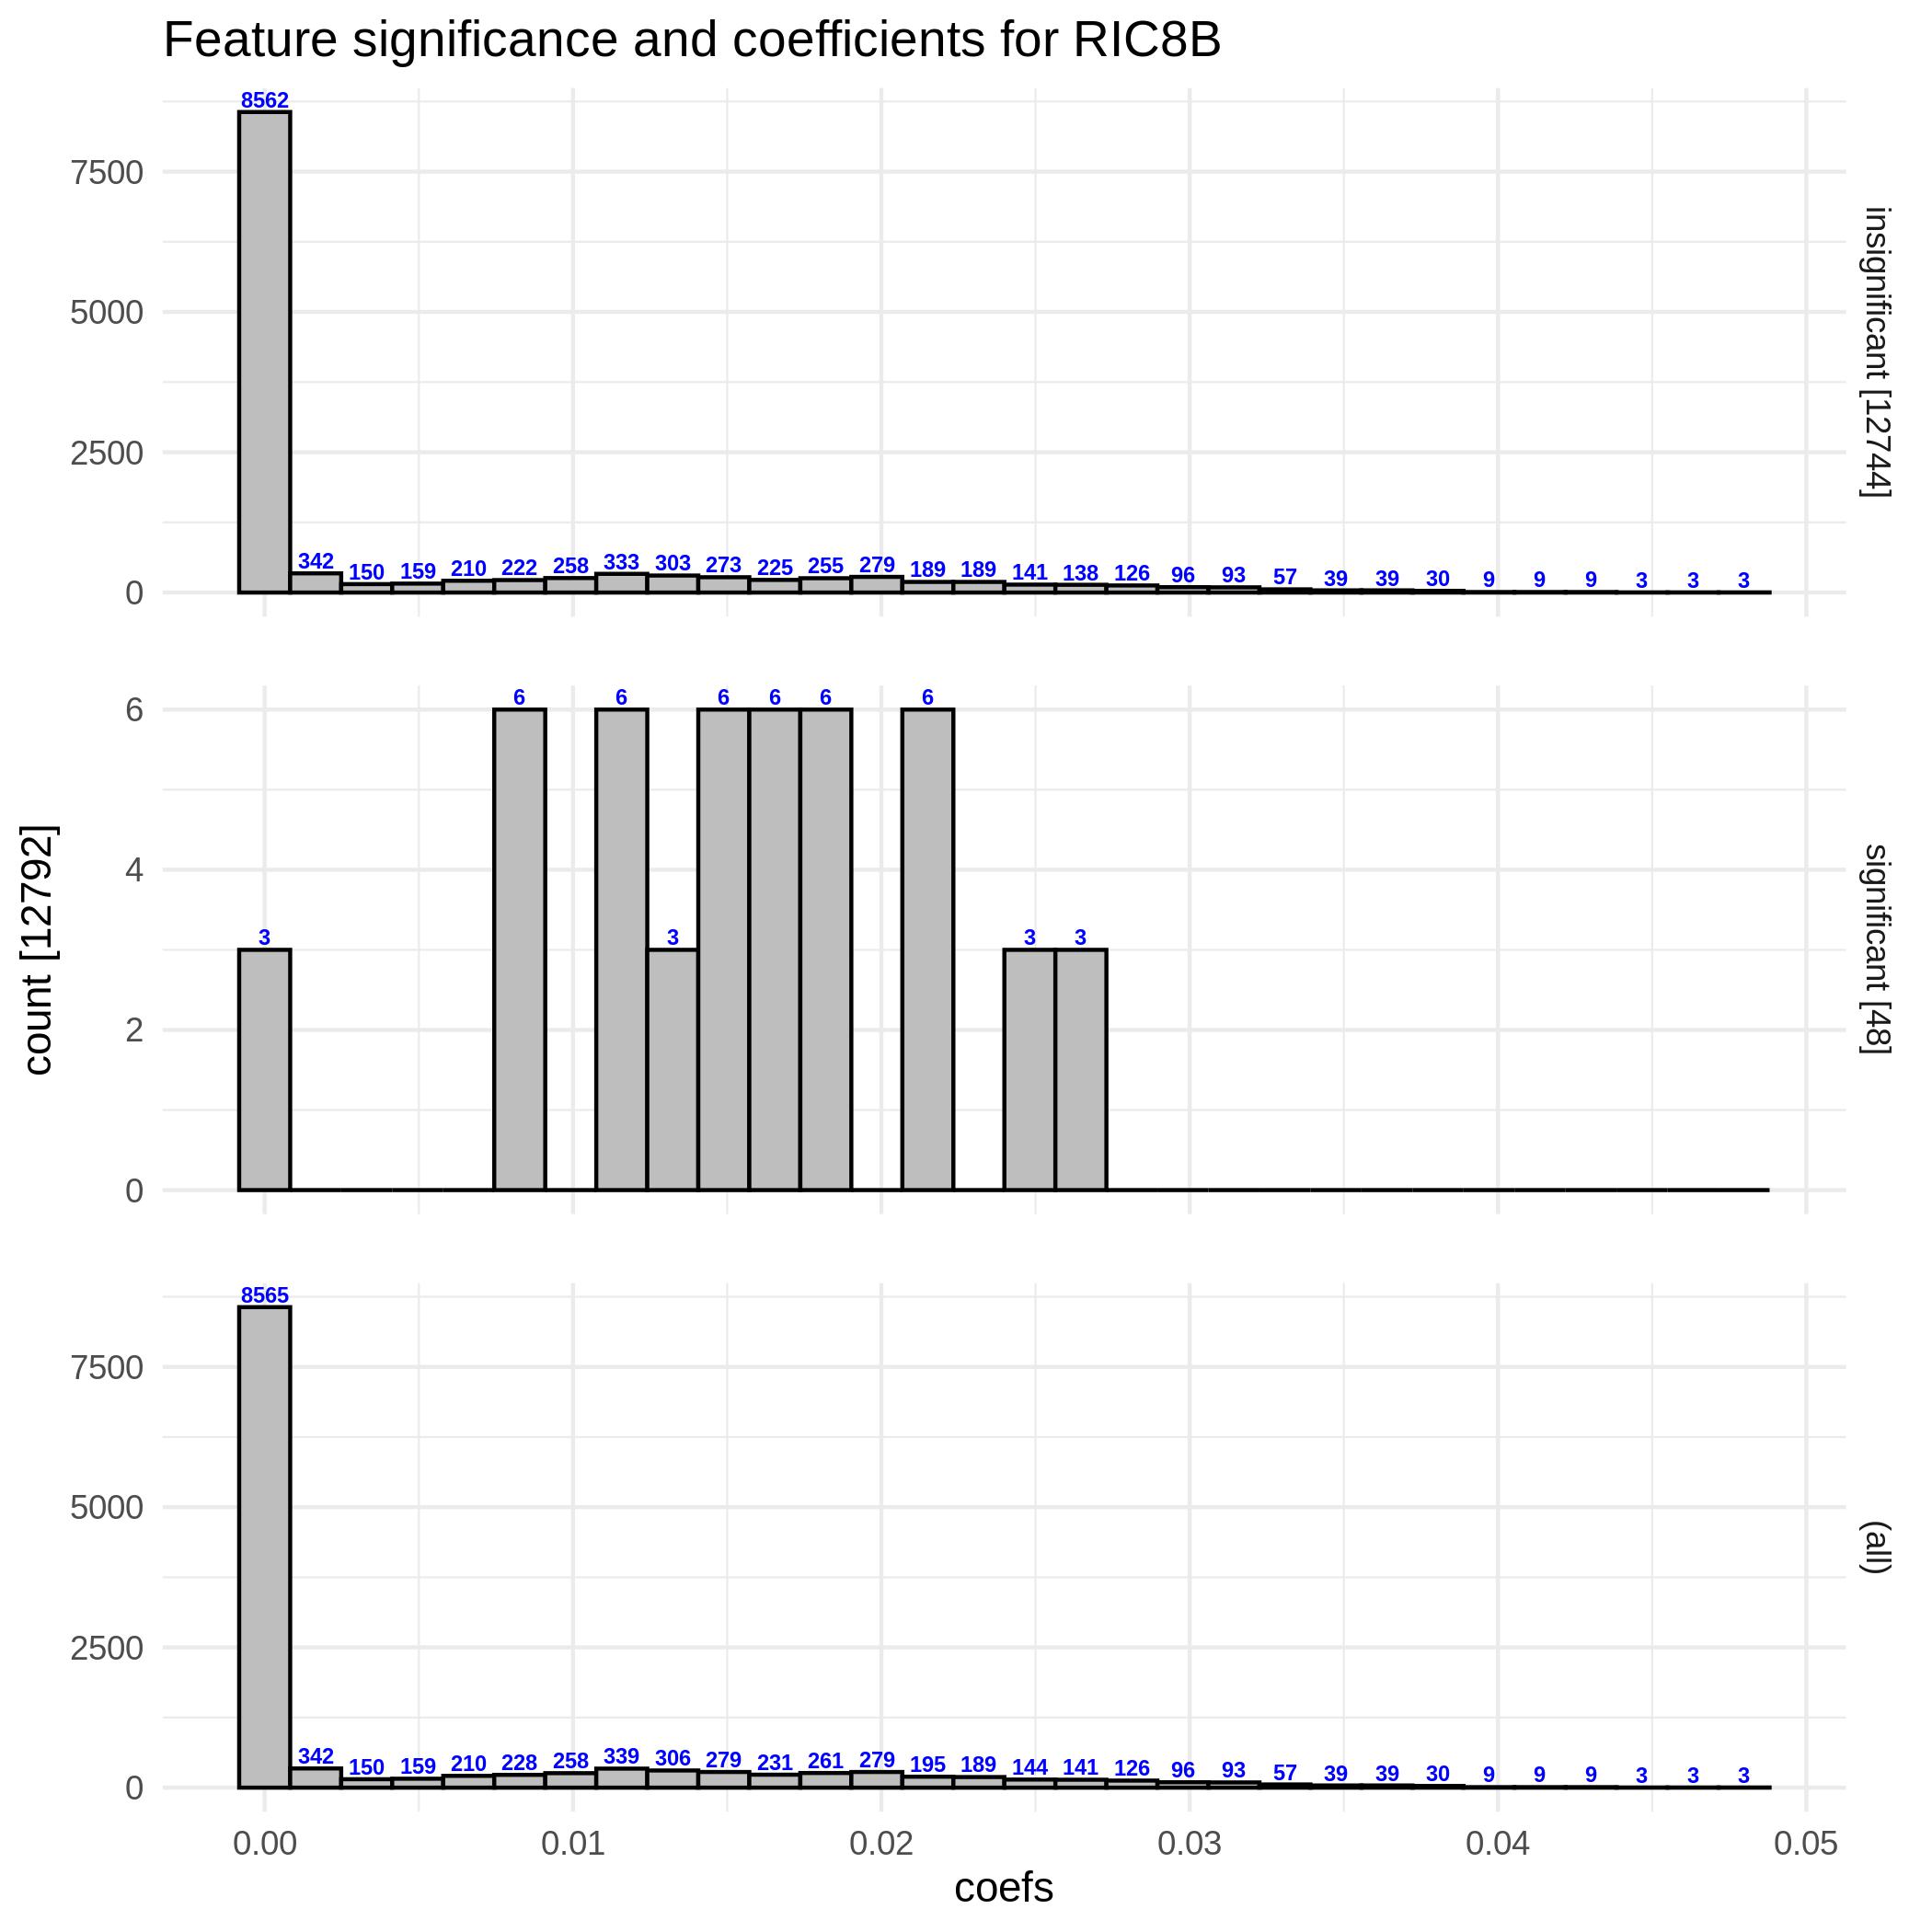 Feature significance and coefficients for RIC8B
count [12792]
8562
7500
5000
2500
0
342 150 159 210 222 258 333 303 273 225 255 279 189 189 141 138 126 96 93 57 39 39 30 9 9 9 3 3 3
insignificant [12744]
6 6 6 6 6 6
3 3 3 3
6
4
2
0
significant [48]
8565
7500
5000
2500
0
342 150 159 210 228 258 339 306 279 231 261 279 195 189 144 141 126 96 93 57 39 39 30 9 9 9 3 3 3
(all)
0.00 0.01 0.02 0.03 0.04 0.05
coefs